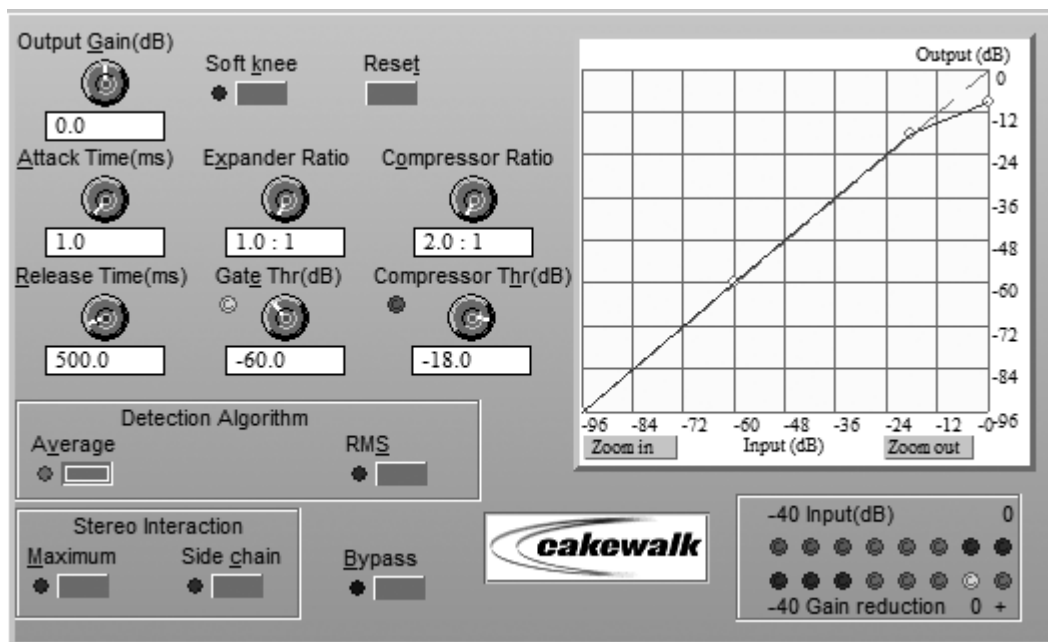 Output Gain(dB)
Soft knee
Reset
0.0
Attack Time(ms)
Expander Ratio
Compressor Ratio
1.0
1.0 : 1
2.0 : 1
Release Time(ms)
Gate Thr(dB)
Compressor Thr(dB)
500.0
-60.0
-18.0
Output (dB)
0
-12
-24
-36
-48
-60
-72
-84
-96
-96 -84 -72 -60 -48 -36 -24 -12 -0
Zoom in
Input (dB)
Zoom out
Detection Algorithm
Average
RMS
Stereo Interaction
Maximum
Side chain
Bypass
cakewalk
-40 Input(dB) 0
-40 Gain reduction 0 +